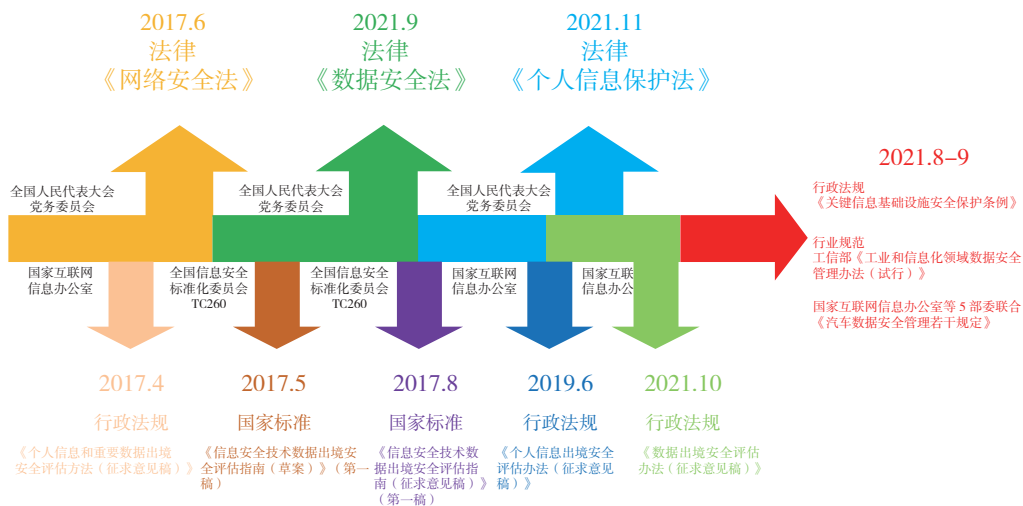 2017.6
法律
《网络安全法》
2021.9
法律
《数据安全法》
2021.11
法律
《个人信息保护法》
全国人民代表大会
党务委员会
全国人民代表大会
党务委员会
全国人民代表大会
党务委员会
2021.8-9
行政法规
《关键信息基础设施安全保护条例》
行业规范
工信部《工业和信息化领域数据安全
管理办法（试行）》
国家互联网信息办公室等 5 部委联合
《汽车数据安全管理若干规定》
国家互联网
信息办公室
全国信息安全
标准化委员会
TC260
全国信息安全
标准化委员会
TC260
国家互联网
信息办公室
国家互联
信息办公
2017.4
行政法规
《个人信息和重要数据出境
安全评估方法（征求意见稿）》
2017.5
国家标准
《信息安全技术数据出境安
全评估指南（草案）》（第一
稿）
2017.8
国家标准
《信息安全技术数
据出境安全评估指
南（征求意见稿）》
（第一稿）
2019.6
行政法规
《个人信息出境安全
评估办法（征求意见
稿）》
2021.10
行政法规
《数据出境安全评估
办法（征求意见稿）》